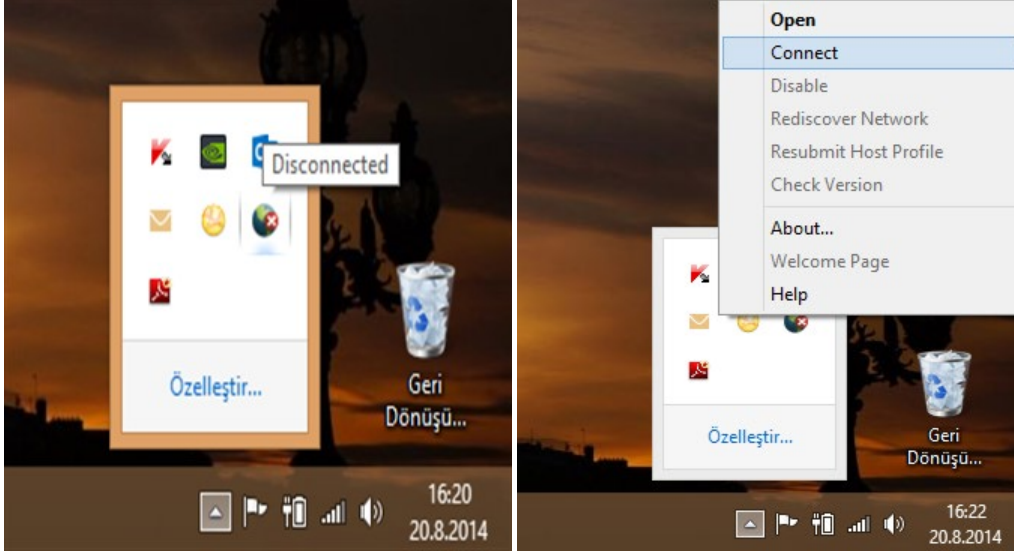 Disconnected
Özelleştir...
Geri
Dönüşü...
16:20
20.8.2014
Open
Connect
Disable
Rediscover Network
Resubmit Host Profile
Check Version
About...
Welcome Page
Help
Özelleştir...
Geri
Dönüşü...
16:22
20.8.2014